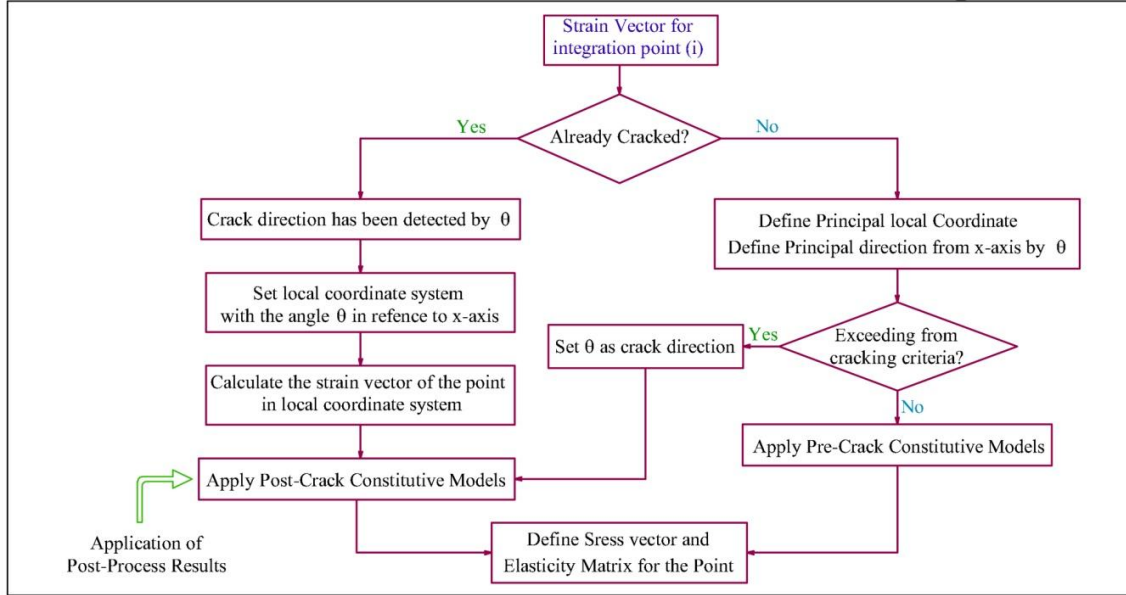 Strain Vector for
integration point (i)
Already Cracked?
Yes
No
Crack direction has been detected by θ
Define Principal local Coordinate
Define Principal direction from x-axis by θ
Set local coordinate system
with the angle θ in refence to x-axis
Set θ as crack direction
Yes
Exceeding from
cracking criteria?
Calculate the strain vector of the point
in local coordinate system
No
Apply Pre-Crack Constitutive Models
Apply Post-Crack Constitutive Models
Application of
Post-Process Results
Define Sress vector and
Elasticity Matrix for the Point